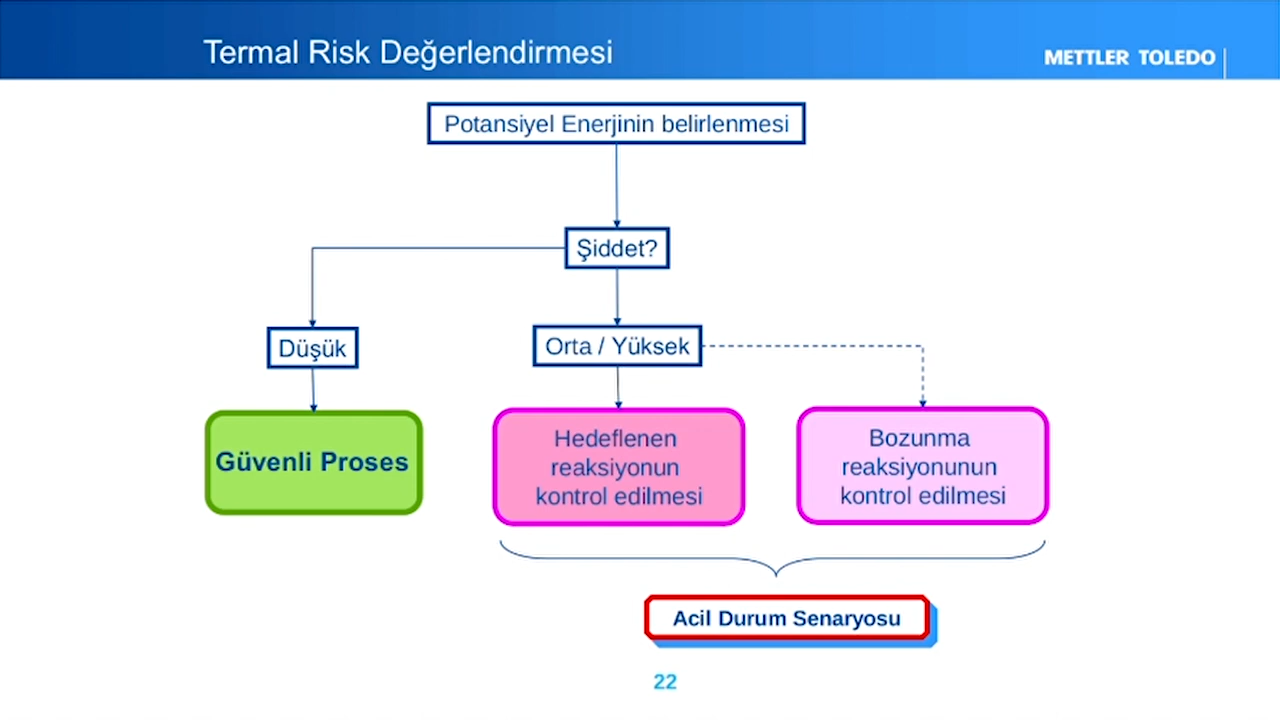 Termal Risk Değerlendirmesi
METTLER TOLEDO
Potansiyel Enerjinin belirlenmesi
Şiddet?
Düşük
Orta / Yüksek
Güvenli Proses
Hedeflenen
reaksiyonun
kontrol edilmesi
Bozunma
reaksiyonunun
kontrol edilmesi
Acil Durum Senaryosu
22